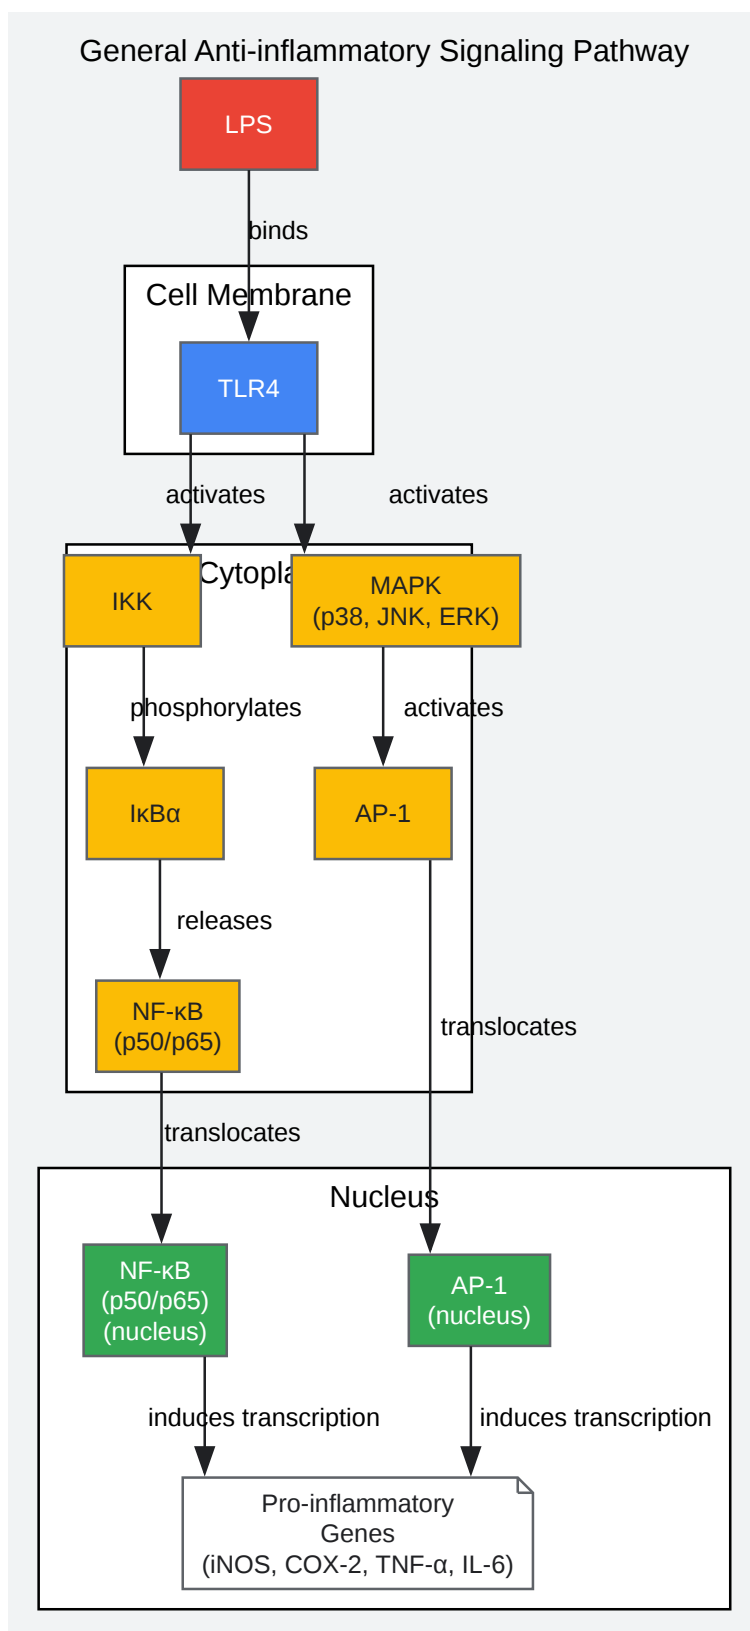 General Anti-inflammatory Signaling Pathway
LPS
binds
Cell Membrane
TLR4
activates
activates
Cytopla
IKK
MAPK
(p38, JNK, ERK)
phosphorylates
activates
IκBα
AP-1
releases
NF-κB
(p50/p65)
translocates
translocates
Nucleus
NF-κB
(p50/p65)
(nucleus)
AP-1
(nucleus)
induces transcription
induces transcription
Pro-inflammatory
Genes
(iNOS, COX-2, TNF-α, IL-6)